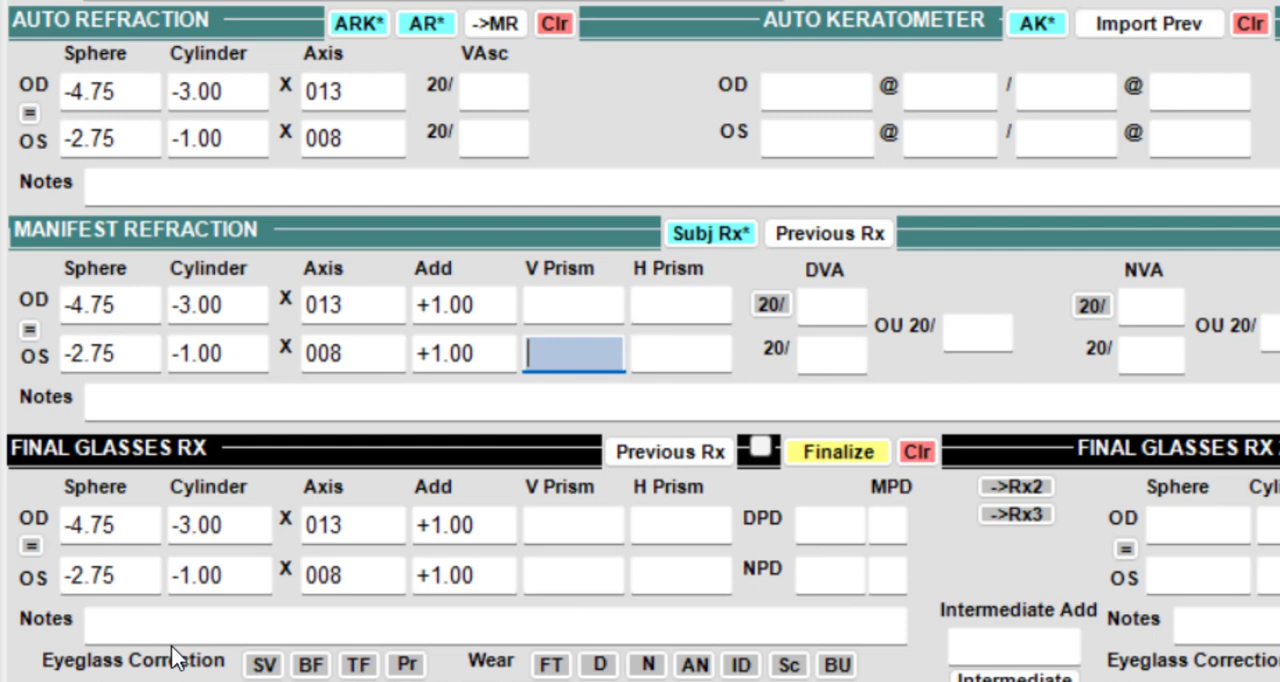 AUTO REFRACTION ARK* AR* ->MR Clr AUTO KERATOMETER AK* Import Prev Clr
Sphere Cylinder Axis VAsc
OD -4.75 -3.00 X 013 20/ OD @ / @
=
OS -2.75 -1.00 X 008 20/ OS @ / @
Notes
MANIFEST REFRACTION Subj Rx* Previous Rx
Sphere Cylinder Axis Add V Prism H Prism DVA NVA
OD -4.75 -3.00 X 013 +1.00 20/ 20/
= OU 20/ OU 20/
OS -2.75 -1.00 X 008 +1.00 20/ 20/
Notes
FINAL GLASSES RX Previous Rx Finalize Clr FINAL GLASSES RX
Sphere Cylinder Axis Add V Prism H Prism MPD ->Rx2 Sphere Cyl
OD -4.75 -3.00 X 013 +1.00 DPD ->Rx3 OD
= =
OS -2.75 -1.00 X 008 +1.00 NPD OS
Notes Intermediate Add Notes
Eyeglass Correction SV BF TF Pr Wear FT D N AN ID Sc BU Eyeglass Correctio
Intermediate